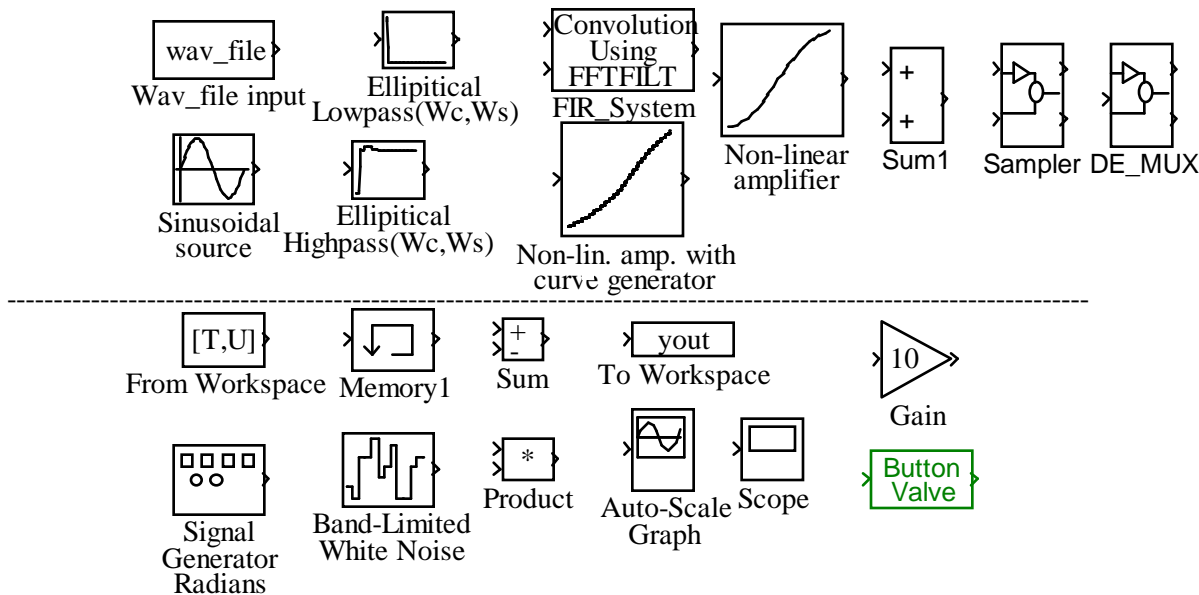 wav_file
Wav_file input
Ellipitical
Lowpass(Wc,Ws)
Convolution
Using
FFTFILT
FIR_System
Non-linear
amplifier
+
+
Sum1
Sampler
DE_MUX
Sinusoidal
source
Ellipitical
Highpass(Wc,Ws)
Non-lin. amp. with
curve generator
[T,U]
From Workspace
Memory1
+
-
Sum
yout
To Workspace
10
Gain
Signal
Generator
Radians
Band-Limited
White Noise
*
Product
Auto-Scale
Graph
Scope
Button
Valve